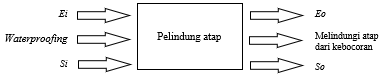 Ei
Waterproofing
Si
Pelindung atap
Eo
Melindungi atap
dari kebocoran
So